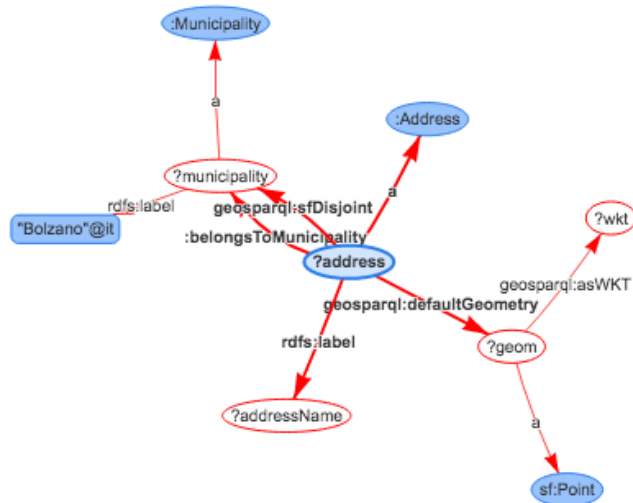 :Municipality
a
:Address
?municipality
a
rdfs:label
geosparql:sfDisjoint
"Bolzano"@it
?wkt
:belongsToMunicipality
?address
geosparql:asWKT
geosparql:defaultGeometry
rdfs:label
?geom
?addressName
a
sf:Point